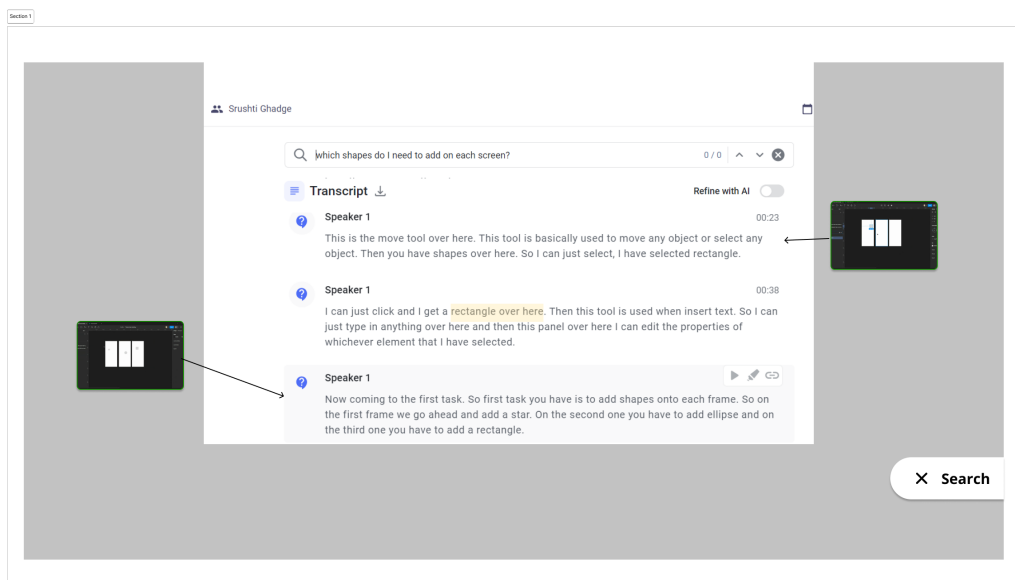 Section 1
Srushti Ghadge
which shapes do I need to add on each screen?
0 / 0
Transcript
Refine with AI
Speaker 1
00:23
This is the move tool over here. This tool is basically used to move any object or select any
object. Then you have shapes over here. So I can just select, I have selected rectangle.
Speaker 1
00:38
I can just click and I get a rectangle over here. Then this tool is used when insert text. So I can
just type in anything over here and then this panel over here I can edit the properties of
whichever element that I have selected.
Speaker 1
Now coming to the first task. So first task you have is to add shapes onto each frame. So on
the first frame we go ahead and add a star. On the second one you have to add ellipse and on
the third one you have to add a rectangle.
Search